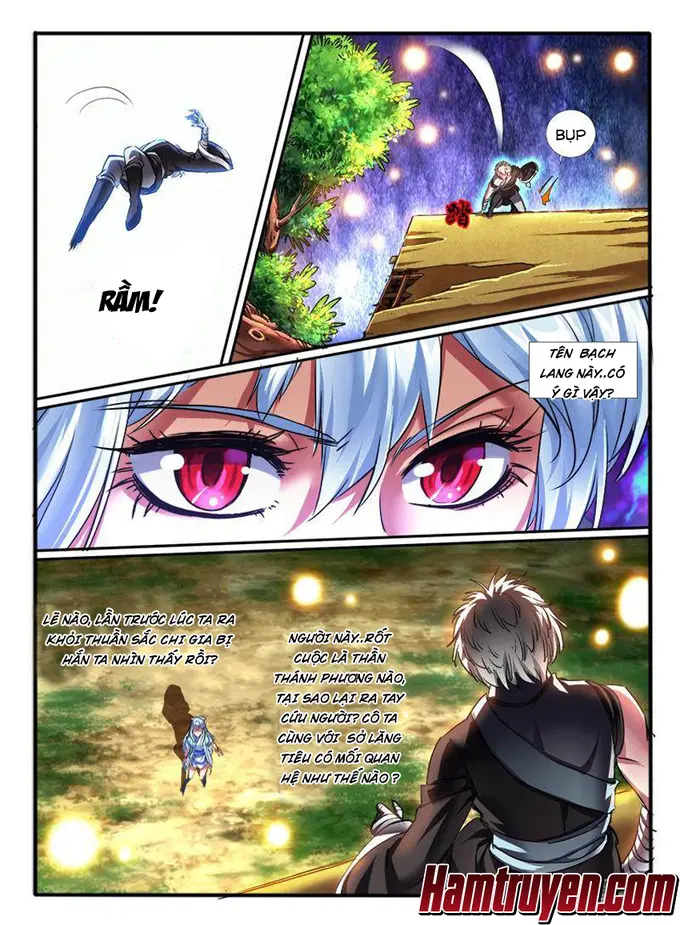 RẦM!
BỤP
踏
TÊN BẠCH
LANG NÀY..CÓ
Ý GÌ VẬY?
LẼ NÀO, LẦN TRƯỚC LÚC TA RA
KHỎI THUẦN SẮC CHI GIA BỊ
HẮN TA NHÌN THẤY RỒI?
NGƯỜI NÀY..RỐT
CUỘC LÀ THẦN
THÁNH PHƯƠNG NÀO,
TẠI SAO LẠI RA TAY
CỨU NGƯỜI? CÔ TA
CÙNG VỚI SỞ LĂNG
TIÊU CÓ MỐI QUAN
HỆ NHƯ THẾ NÀO ?
Hamtruyen.com